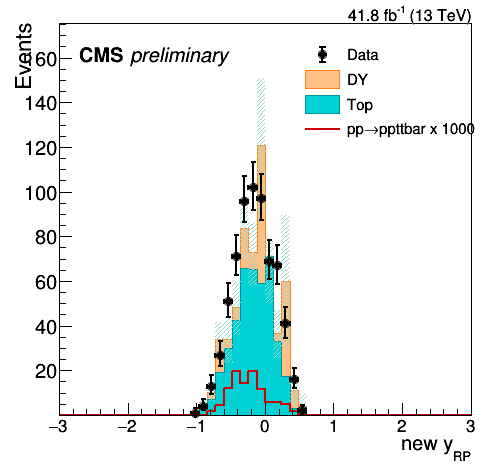 41.8 fb⁻¹ (13 TeV)
Events
CMS preliminary
Data
DY
Top
pp→ppttbar x 1000
160
140
120
100
80
60
40
20
−3 −2 −1 0 1 2 3
new y_RP